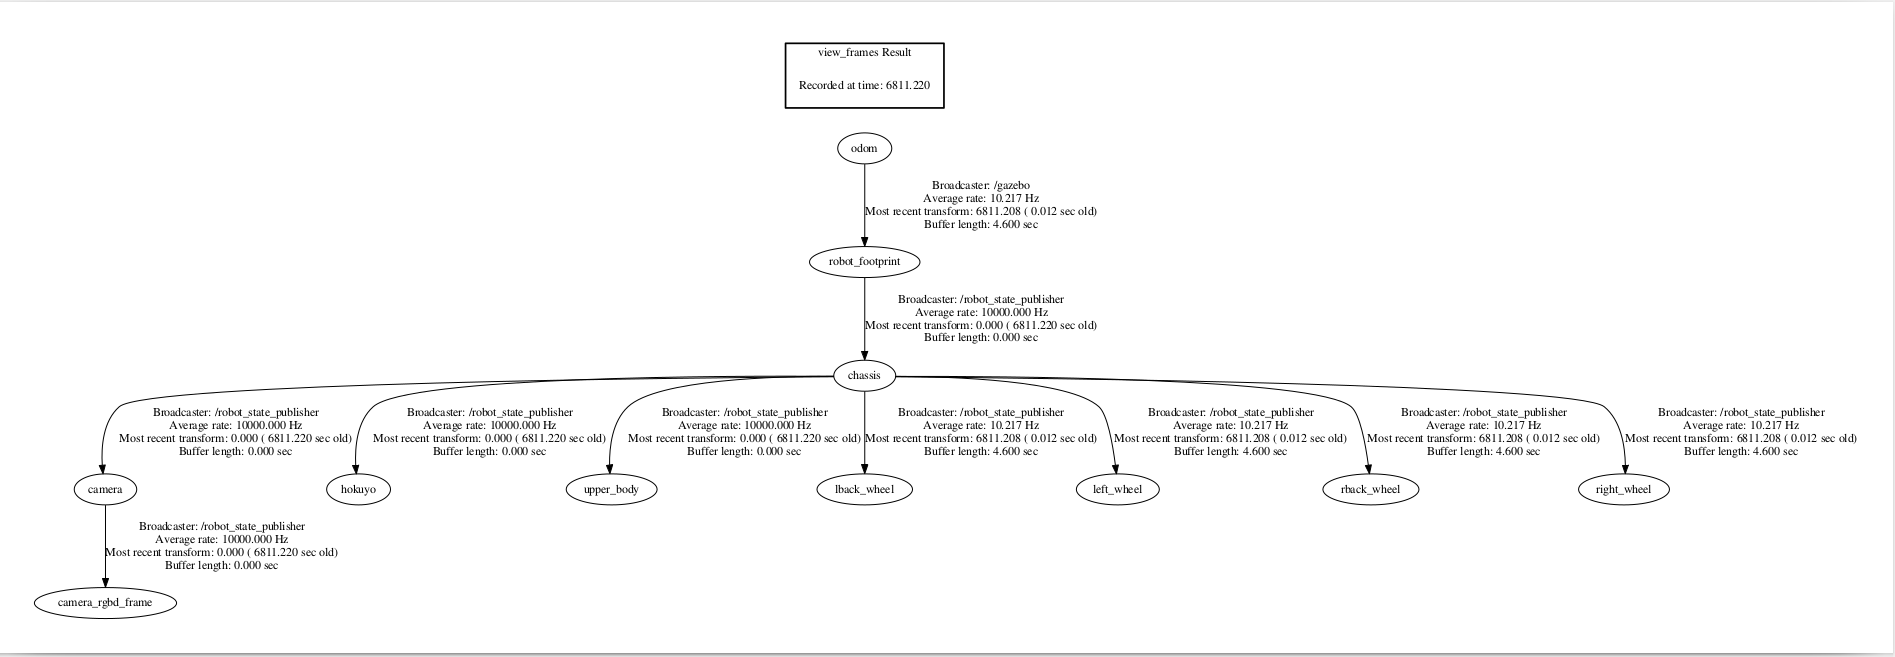 view_frames Result
Recorded at time: 6811.220
odom
Broadcaster: /gazebo
Average rate: 10.217 Hz
Most recent transform: 6811.208 ( 0.012 sec old)
Buffer length: 4.600 sec
robot_footprint
Broadcaster: /robot_state_publisher
Average rate: 10000.000 Hz
Most recent transform: 0.000 ( 6811.220 sec old)
Buffer length: 0.000 sec
chassis
Broadcaster: /robot_state_publisher
Average rate: 10000.000 Hz
Most recent transform: 0.000 ( 6811.220 sec old)
Buffer length: 0.000 sec
Broadcaster: /robot_state_publisher
Average rate: 10000.000 Hz
Most recent transform: 0.000 ( 6811.220 sec old)
Buffer length: 0.000 sec
Broadcaster: /robot_state_publisher
Average rate: 10000.000 Hz
Most recent transform: 0.000 ( 6811.220 sec old)
Buffer length: 0.000 sec
Broadcaster: /robot_state_publisher
Average rate: 10.217 Hz
Most recent transform: 6811.208 ( 0.012 sec old)
Buffer length: 4.600 sec
Broadcaster: /robot_state_publisher
Average rate: 10.217 Hz
Most recent transform: 6811.208 ( 0.012 sec old)
Buffer length: 4.600 sec
Broadcaster: /robot_state_publisher
Average rate: 10.217 Hz
Most recent transform: 6811.208 ( 0.012 sec old)
Buffer length: 4.600 sec
Broadcaster: /robot_state_publisher
Average rate: 10.217 Hz
Most recent transform: 6811.208 ( 0.012 sec old)
Buffer length: 4.600 sec
camera
hokuyo
upper_body
lback_wheel
left_wheel
rback_wheel
right_wheel
Broadcaster: /robot_state_publisher
Average rate: 10000.000 Hz
Most recent transform: 0.000 ( 6811.220 sec old)
Buffer length: 0.000 sec
camera_rgbd_frame